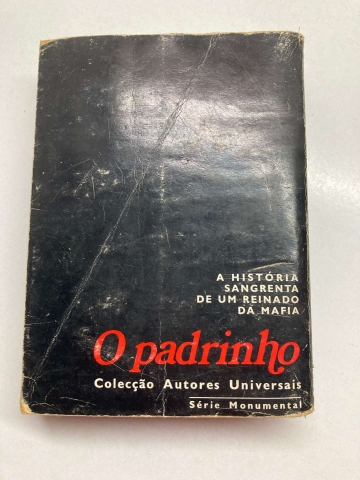 A HISTÓRIA
SANGRENTA
DE UM REINADO
DA MAFIA
O padrinho
Colecção Autores Universais
Série Monumental